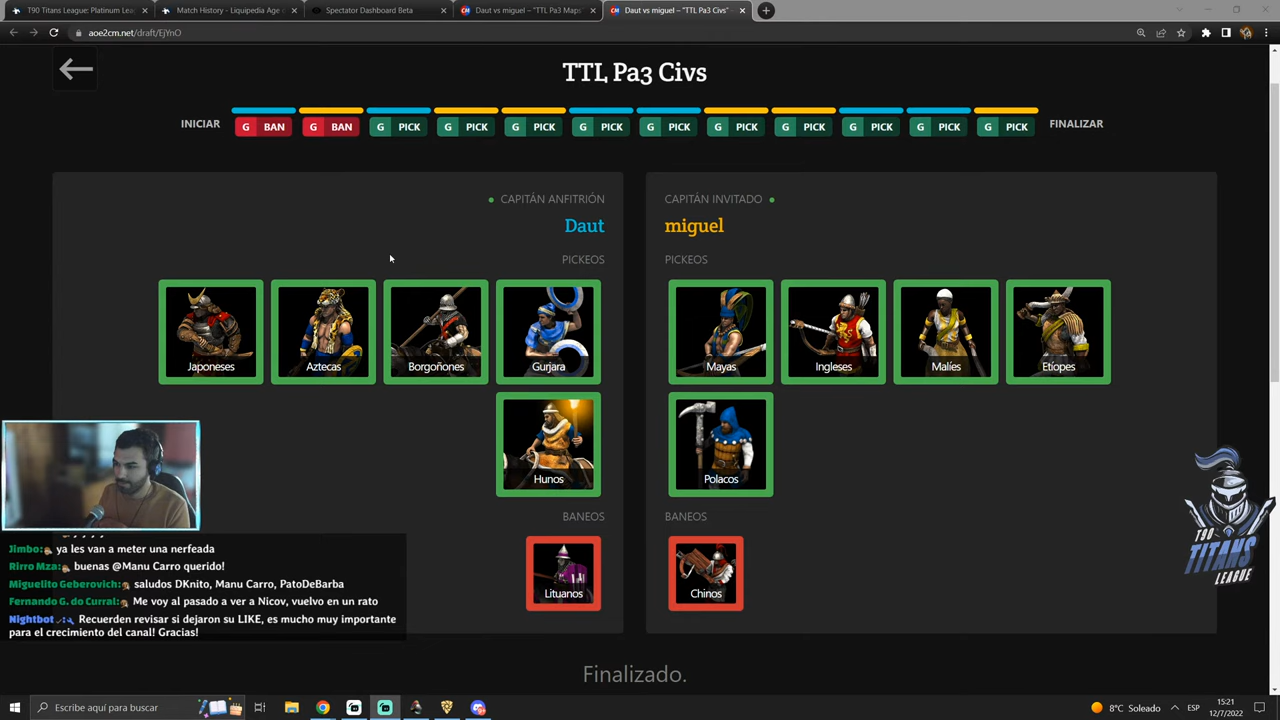 T90 Titans League: Platinum Leag
Match History - Liquipedia Age o
Spectator Dashboard Beta
Daut vs miguel – "TTL Pa3 Maps"
Daut vs miguel – "TTL Pa3 Civs"
aoe2cm.net/draft/EjYnO
TTL Pa3 Civs
INICIAR
G BAN
G BAN
G PICK
G PICK
G PICK
G PICK
G PICK
G PICK
G PICK
G PICK
G PICK
G PICK
FINALIZAR
CAPITÁN ANFITRIÓN
Daut
PICKEOS
Japoneses
Aztecas
Borgoñones
Gurjara
Hunos
BANEOS
Lituanos
CAPITÁN INVITADO
miguel
PICKEOS
Mayas
Ingleses
Malíes
Etíopes
Polacos
BANEOS
Chinos
Finalizado.
Jimbo: ya les van a meter una nerfeada
Rirro Mza: buenas @Manu Carro querido!
Miguelito Geberovich: saludos DKnito, Manu Carro, PatoDeBarba
Fernando G. do Curral: Me voy al pasado a ver a Nicov, vuelvo en un rato
Nightbot: Recuerden revisar si dejaron su LIKE, es mucho muy importante
para el crecimiento del canal! Gracias!
T90
TITANS
LEAGUE
Escribe aquí para buscar
8°C Soleado
ESP
15:21
12/7/2022